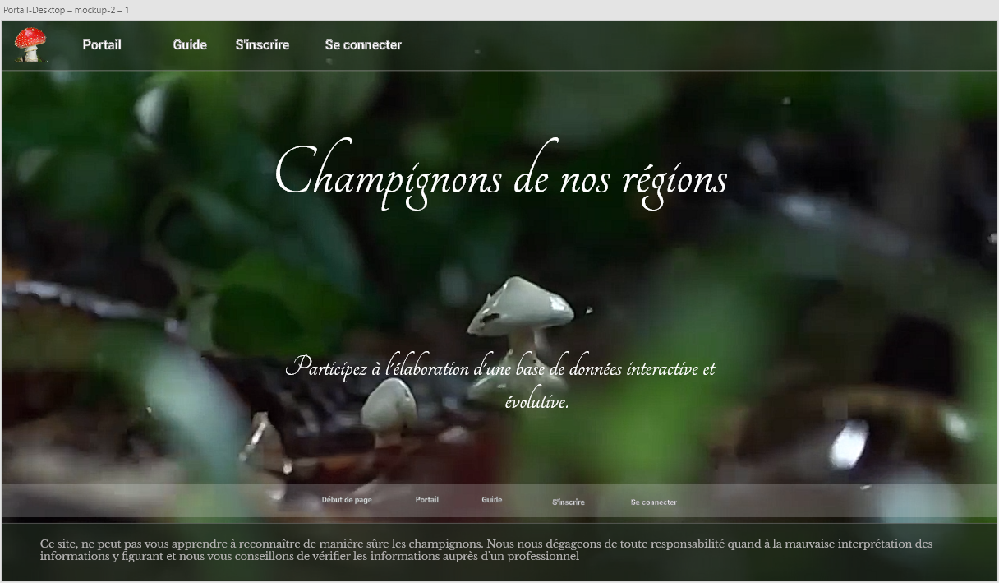 Portail-Desktop – mockup-2 – 1
Portail Guide S'inscrire Se connecter
Champignons de nos régions
Participez à l'élaboration d'une base de données interactive et
évolutive.
Début de page Portail Guide S'inscrire Se connecter
Ce site, ne peut pas vous apprendre à reconnaître de manière sûre les champignons. Nous nous dégageons de toute responsabilité quand à la mauvaise interprétation des
informations y figurant et nous vous conseillons de vérifier les informations auprès d'un professionnel